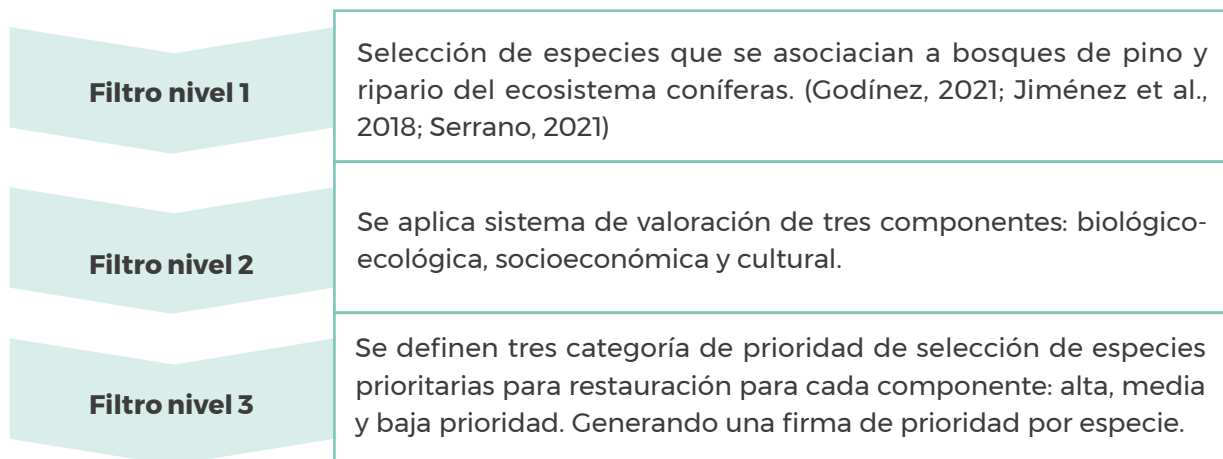 Filtro nivel 1
Selección de especies que se asociacian a bosques de pino y
ripario del ecosistema coníferas. (Godínez, 2021; Jiménez et al.,
2018; Serrano, 2021)
Filtro nivel 2
Se aplica sistema de valoración de tres componentes: biológico-
ecológica, socioeconómica y cultural.
Filtro nivel 3
Se definen tres categoría de prioridad de selección de especies
prioritarias para restauración para cada componente: alta, media
y baja prioridad. Generando una firma de prioridad por especie.